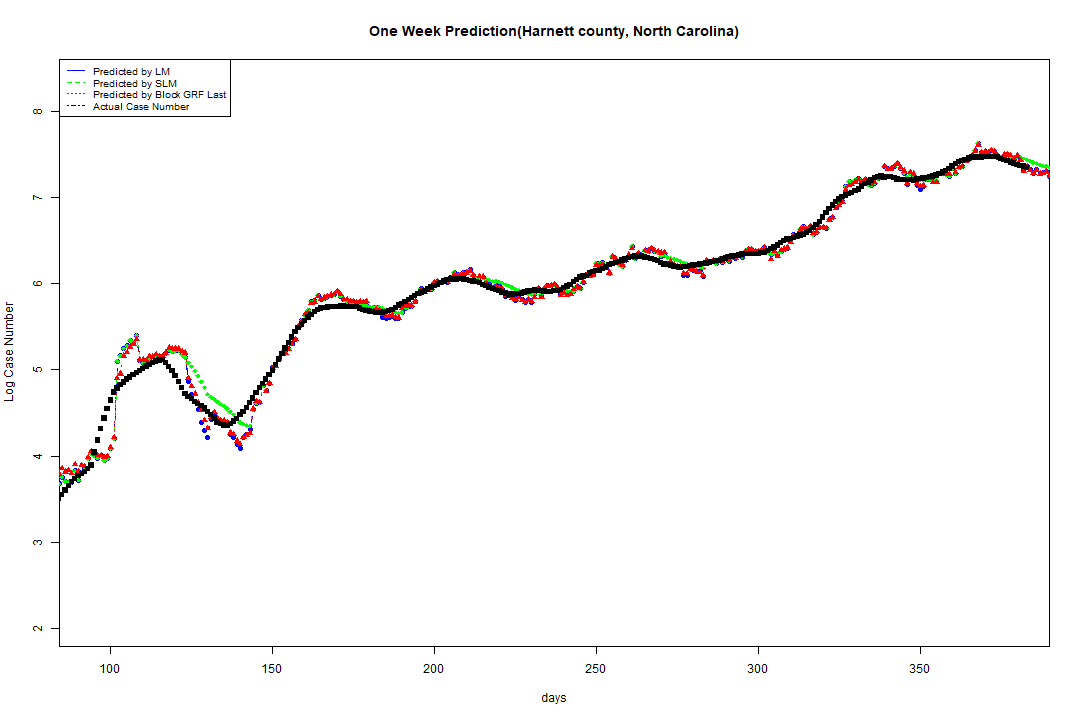 One Week Prediction(Harnett county, North Carolina)
Predicted by LM
Predicted by SLM
Predicted by Block GRF Last
Actual Case Number
8
7
6
5
4
3
2
Log Case Number
100 150 200 250 300 350
days